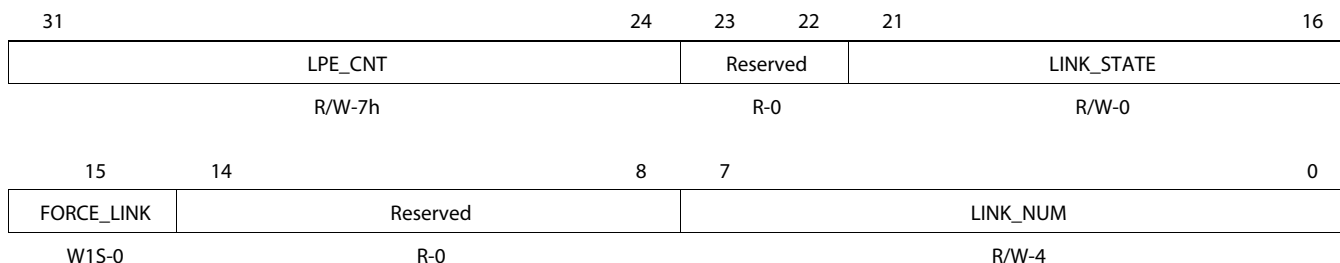 31 24 23 22 21 16
LPE_CNT Reserved LINK_STATE
R/W-7h R-0 R/W-0
15 14 8 7 0
FORCE_LINK Reserved LINK_NUM
W1S-0 R-0 R/W-4